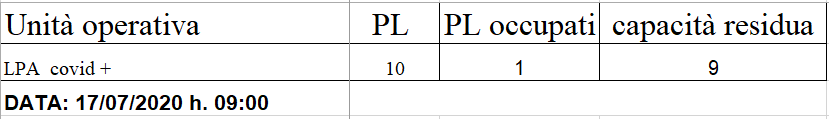 Unità operativa PL PL occupati capacità residua
LPA covid + 10 1 9
DATA: 17/07/2020 h. 09:00